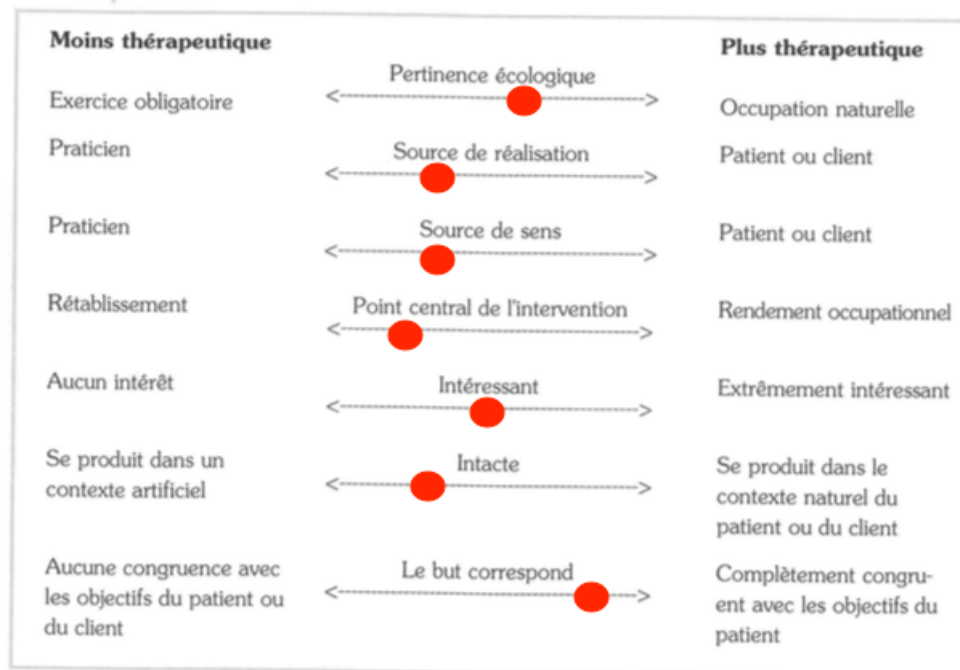 Moins thérapeutique
Plus thérapeutique
Pertinence écologique
Exercice obligatoire
<-------------------------------->
Occupation naturelle
Praticien
Source de réalisation
Patient ou client
<-------------------------------->
Praticien
Source de sens
Patient ou client
<-------------------------------->
Rétablissement
Point central de l'intervention
Rendement occupationnel
<-------------------------------->
Aucun intérêt
Intéressant
Extrêmement intéressant
<-------------------------------->
Se produit dans un
contexte artificiel
Intacte
<-------------------------------->
Se produit dans le
contexte naturel du
patient ou du client
Aucune congruence avec
les objectifs du patient ou
du client
Le but correspond
<-------------------------------->
Complètement congru-
ent avec les objectifs du
patient